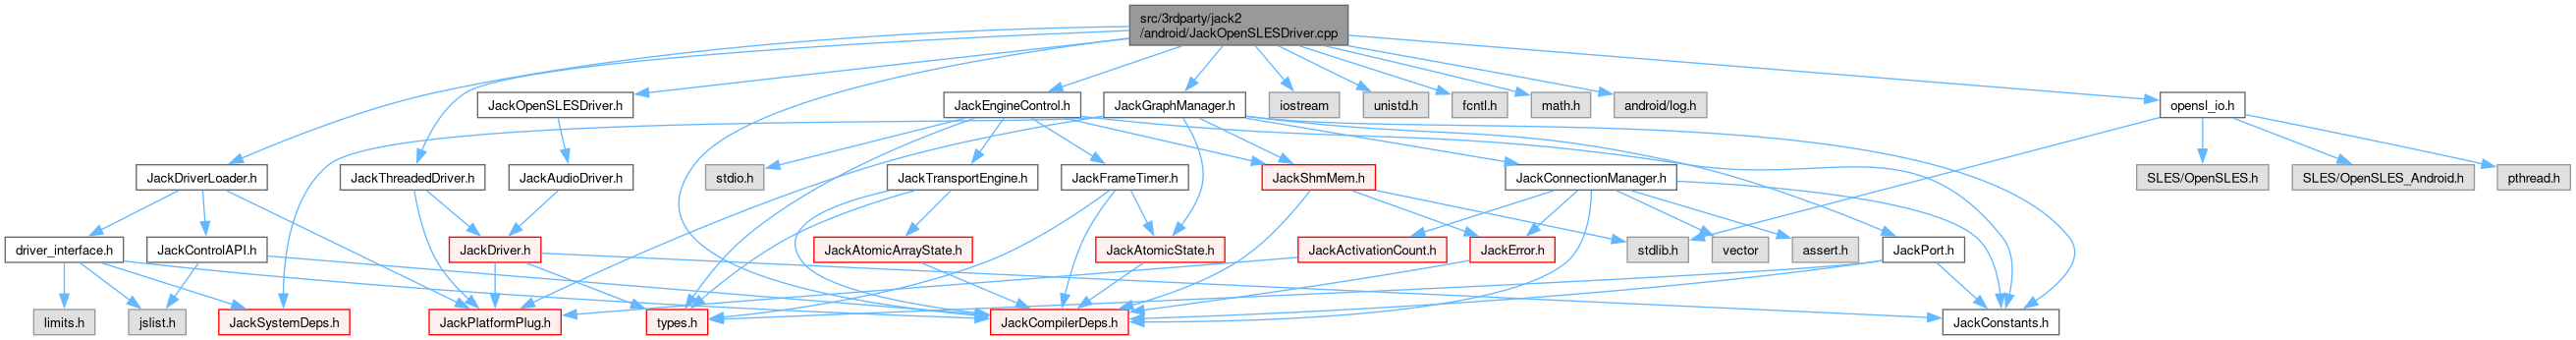 src/3rdparty/jack2
/android/JackOpenSLESDriver.cpp
JackOpenSLESDriver.h
JackEngineControl.h
JackGraphManager.h
iostream
unistd.h
fcntl.h
math.h
android/log.h
opensl_io.h
JackDriverLoader.h
JackThreadedDriver.h
JackAudioDriver.h
stdio.h
JackTransportEngine.h
JackFrameTimer.h
JackShmMem.h
JackConnectionManager.h
SLES/OpenSLES.h
SLES/OpenSLES_Android.h
pthread.h
driver_interface.h
JackControlAPI.h
JackDriver.h
JackAtomicArrayState.h
JackAtomicState.h
JackActivationCount.h
JackError.h
stdlib.h
vector
assert.h
JackPort.h
limits.h
jslist.h
JackSystemDeps.h
JackPlatformPlug.h
types.h
JackCompilerDeps.h
JackConstants.h